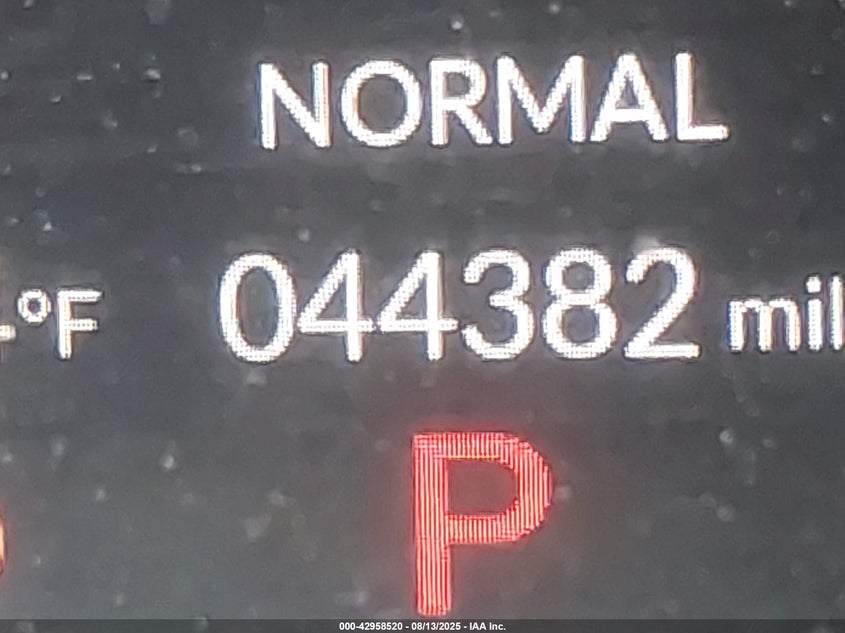 NORMAL
°F 044382 mil
P
000-42958520 - 08/13/2025 - IAA Inc.